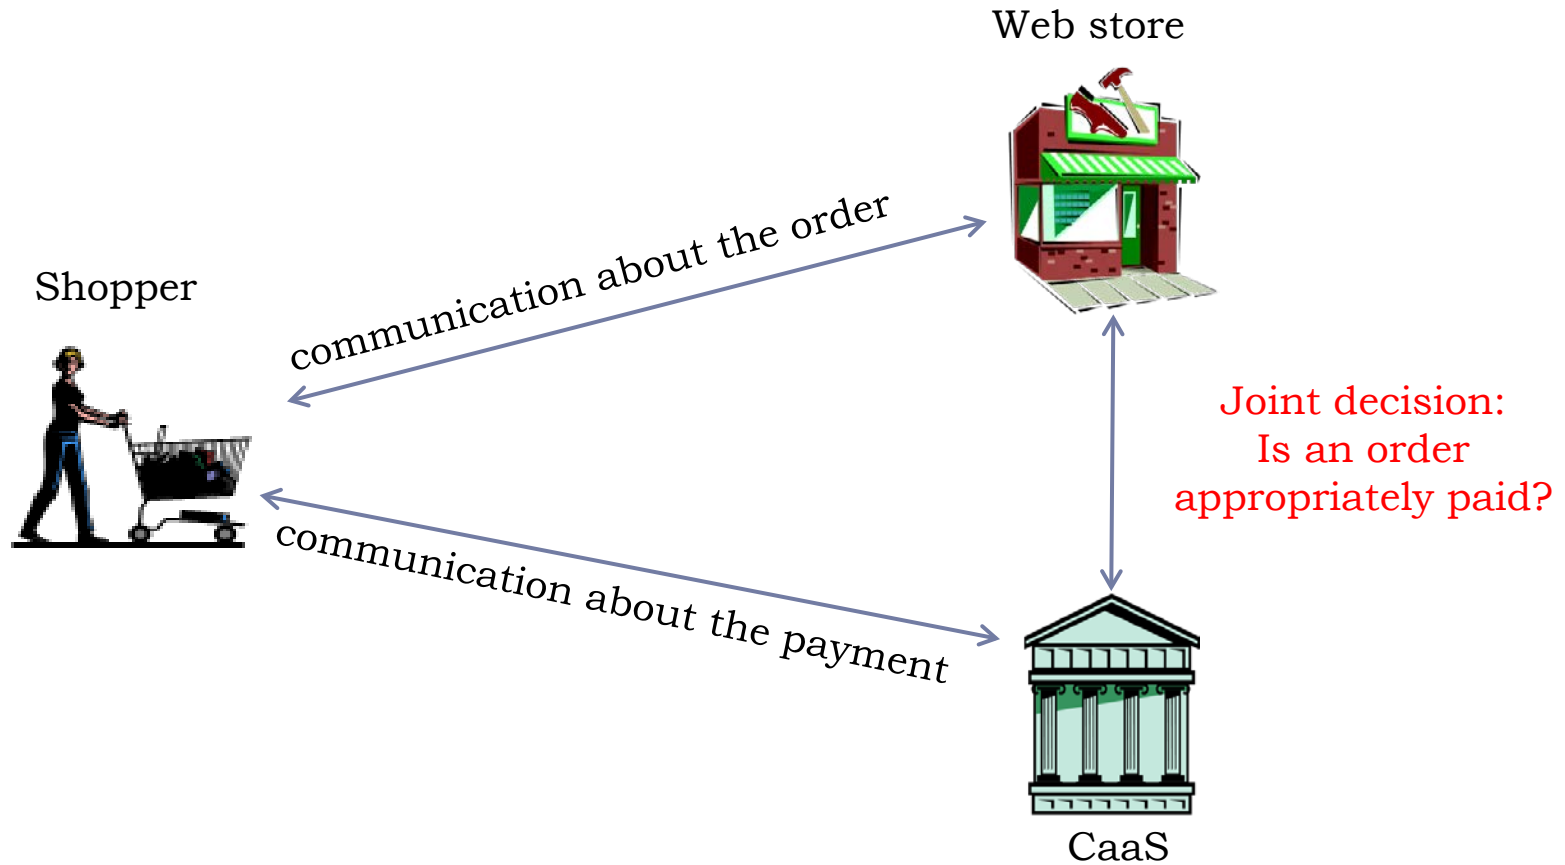 Web store
communication about the order
Shopper
Joint decision:
Is an order
appropriately paid?
communication about the payment
CaaS